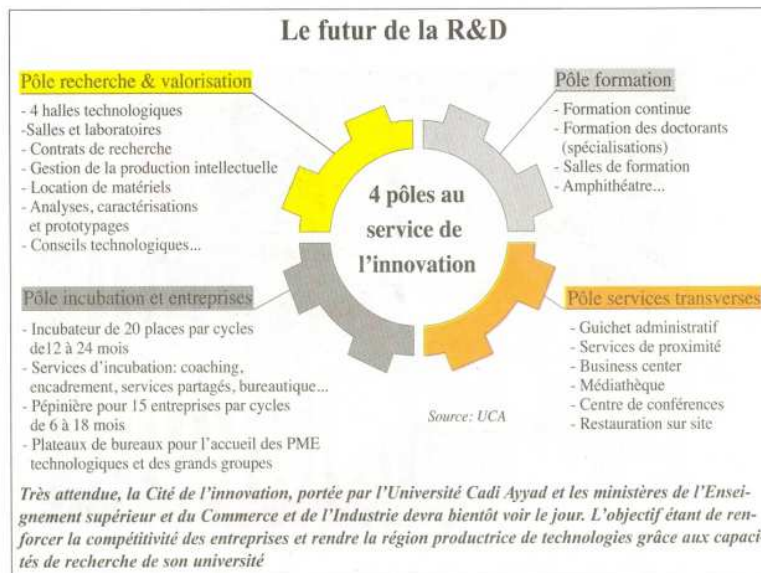 Le futur de la R&D
Pôle recherche & valorisation
- 4 halles technologiques
-Salles et laboratoires
- Contrats de recherche
- Gestion de la production intellectuelle
- Location de matériels
- Analyses, caractérisations
et prototypages
- Conseils technologiques...
Pôle formation
- Formation continue
- Formation des doctorants
(spécialisations)
- Salles de formation
- Amphithéatre...
4 pôles au
service de
l'innovation
Pôle incubation et entreprises
- Incubateur de 20 places par cycles
de12 à 24 mois
- Services d'incubation: coaching,
encadrement, services partagés, bureautique...
- Pépinière pour 15 entreprises par cycles
de 6 à 18 mois
- Plateaux de bureaux pour l'accueil des PME
technologiques et des grands groupes
Pôle services transverses
- Guichet administratif
- Services de proximité
- Business center
- Médiathèque
- Centre de conférences
- Restauration sur site
Source: UCA
Très attendue, la Cité de l'innovation, portée par l'Université Cadi Ayyad et les ministères de l'Ensei-
gnement supérieur et du Commerce et de l'Industrie devra bientôt voir le jour. L'objectif étant de ren-
forcer la compétitivité des entreprises et rendre la région productrice de technologies grâce aux capaci-
tés de recherche de son université